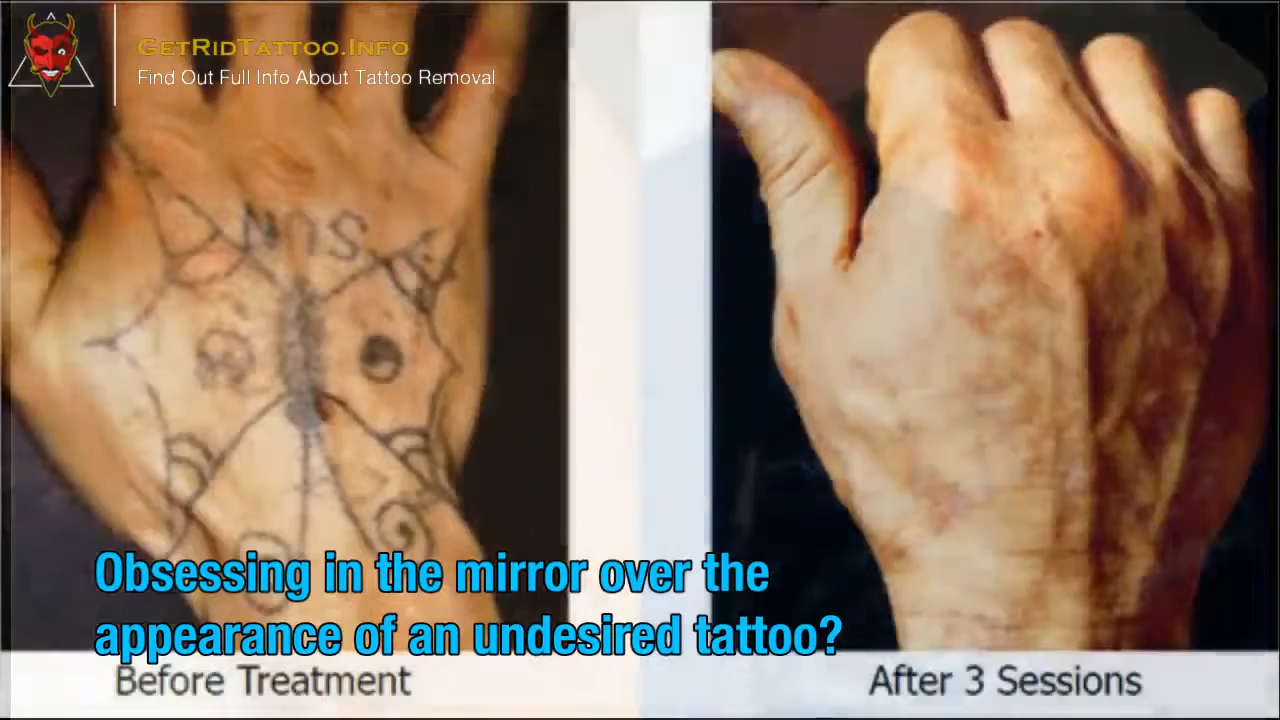 GetRidTattoo.Info
Find Out Full Info About Tattoo Removal
SUN
Obsessing in the mirror over the
appearance of an undesired tattoo?
Before Treatment
After 3 Sessions